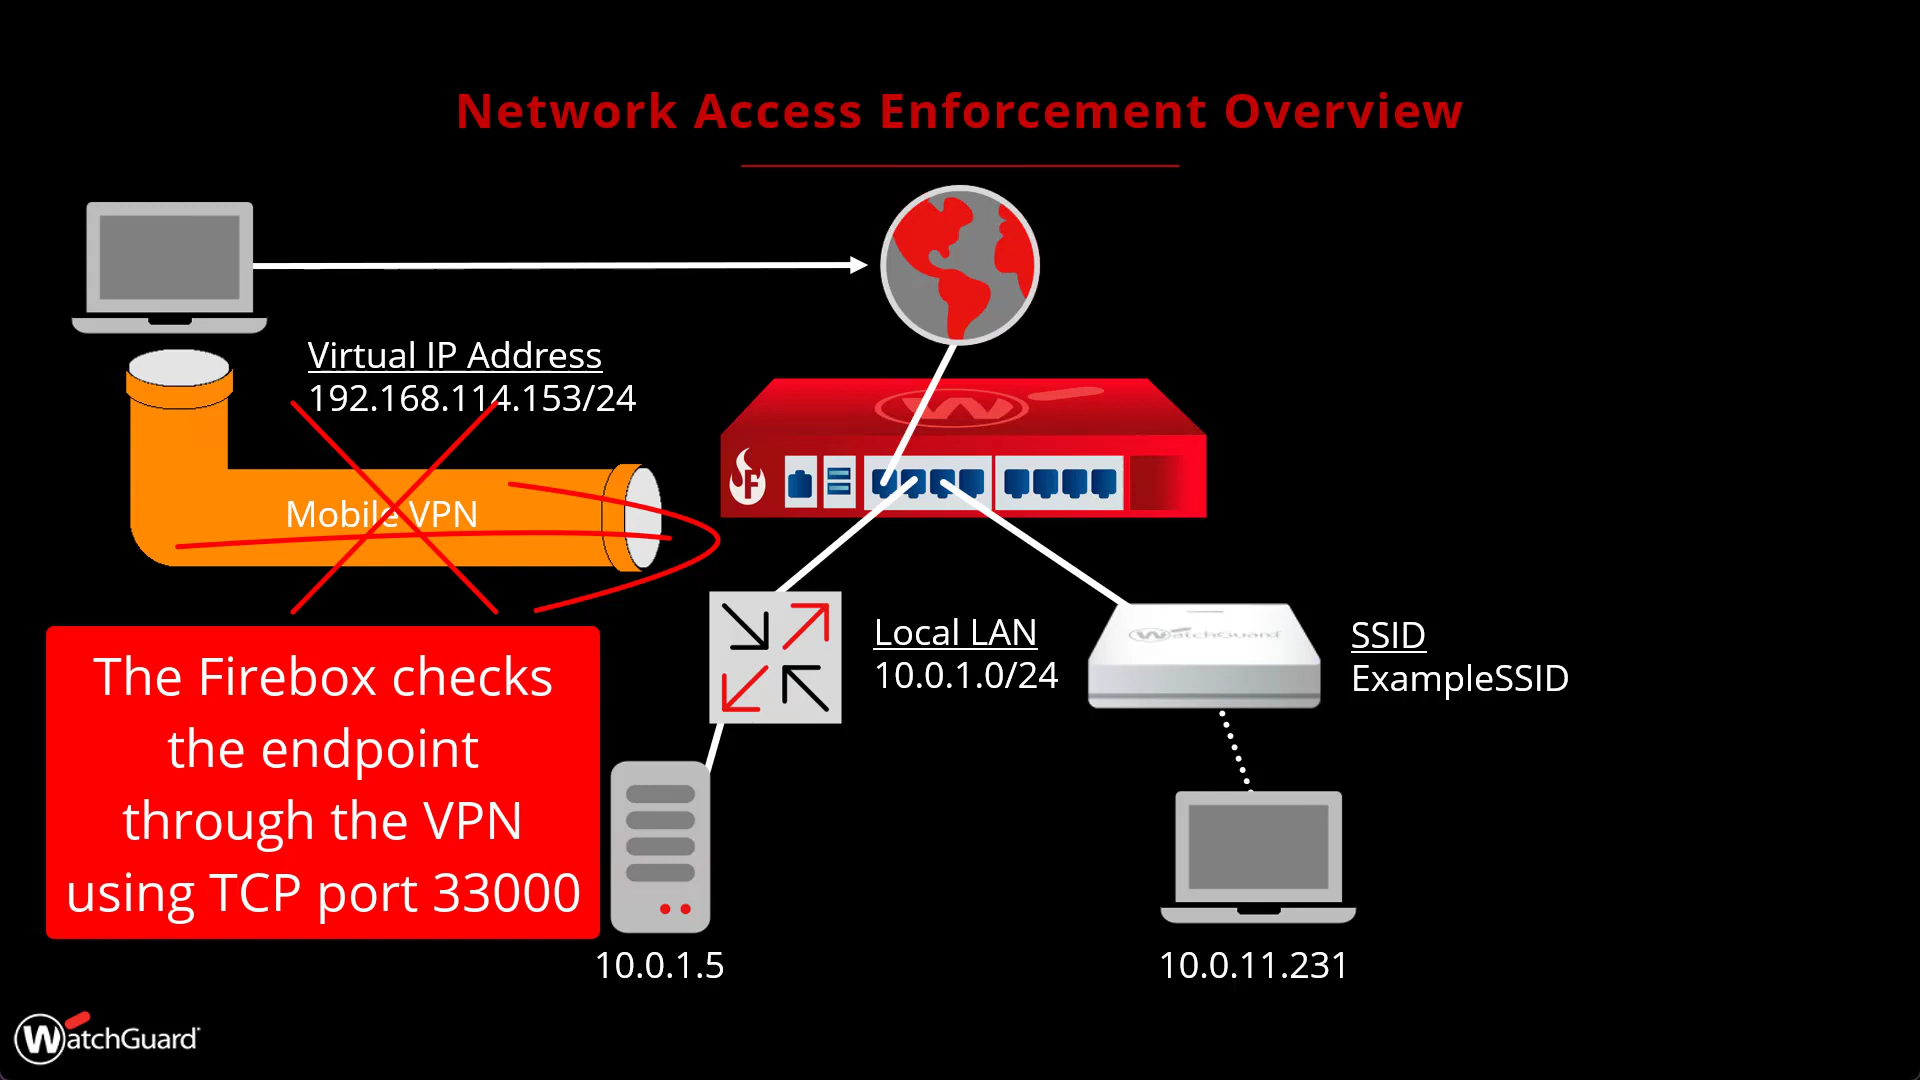 Network Access Enforcement Overview
Virtual IP Address
192.168.114.153/24
Mobile VPN
W
F
Local LAN
10.0.1.0/24
WatchGuard
SSID
ExampleSSID
The Firebox checks
the endpoint
through the VPN
using TCP port 33000
10.0.1.5
10.0.11.231
WatchGuard